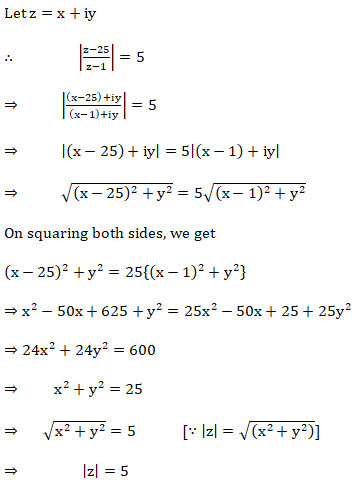 Let z = x + iy
∴ |z−25/z−1| = 5
⇒ |(x−25)+iy/(x−1)+iy| = 5
⇒ |(x − 25) + iy| = 5|(x − 1) + iy|
⇒ √(x − 25)² + y² = 5√(x − 1)² + y²
On squaring both sides, we get
(x − 25)² + y² = 25{(x − 1)² + y²}
⇒ x² − 50x + 625 + y² = 25x² − 50x + 25 + 25y²
⇒ 24x² + 24y² = 600
⇒ x² + y² = 25
⇒ √x² + y² = 5 [∵ |z| = √(x² + y²)]
⇒ |z| = 5